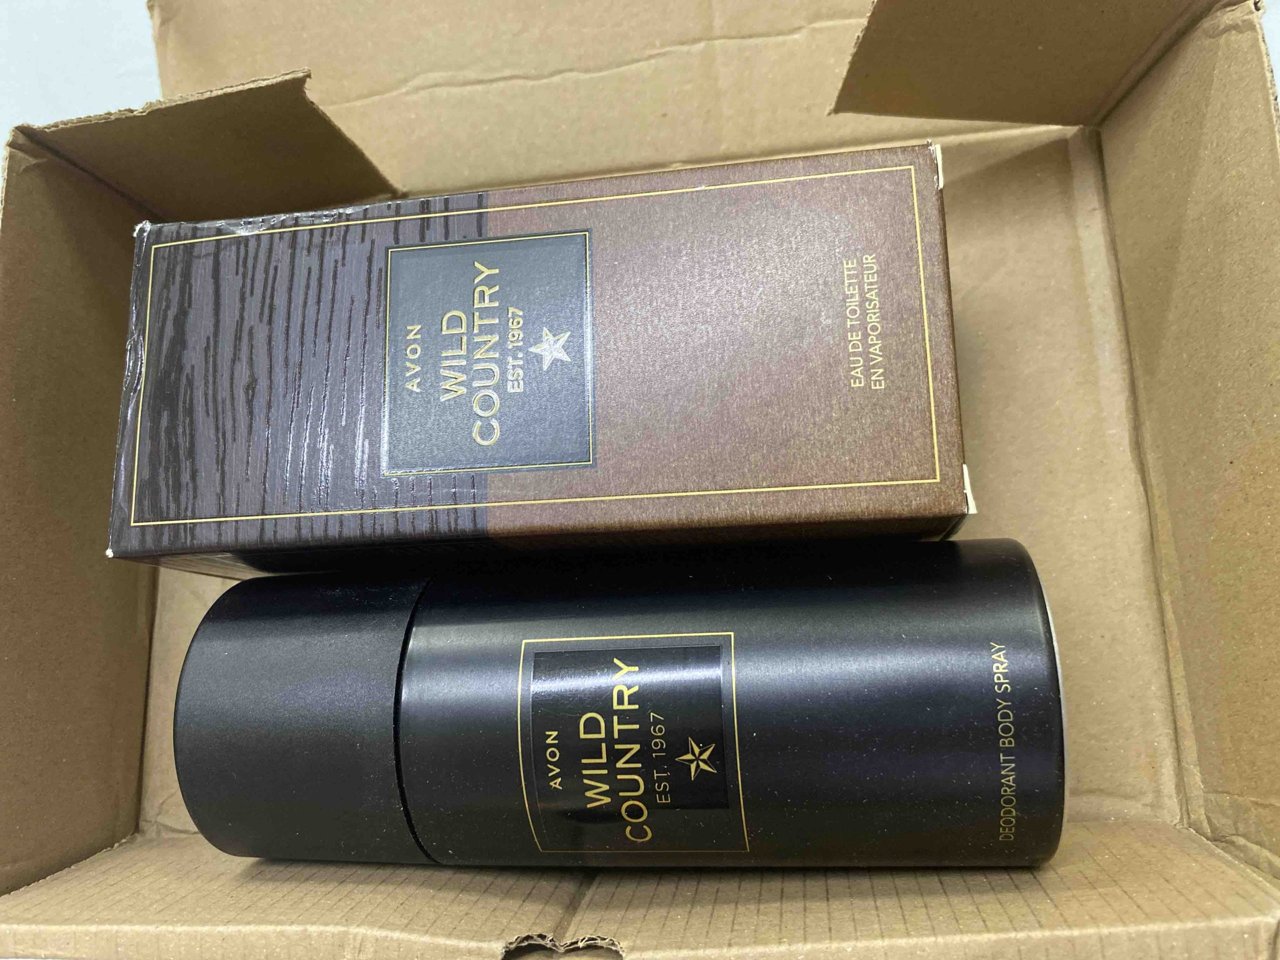 AVON
WILD
COUNTRY
EST. 1967
EAU DE TOILETTE
EN VAPORISATEUR
AVON
WILD
COUNTRY
EST. 1967
DEODORANT BODY SPRAY